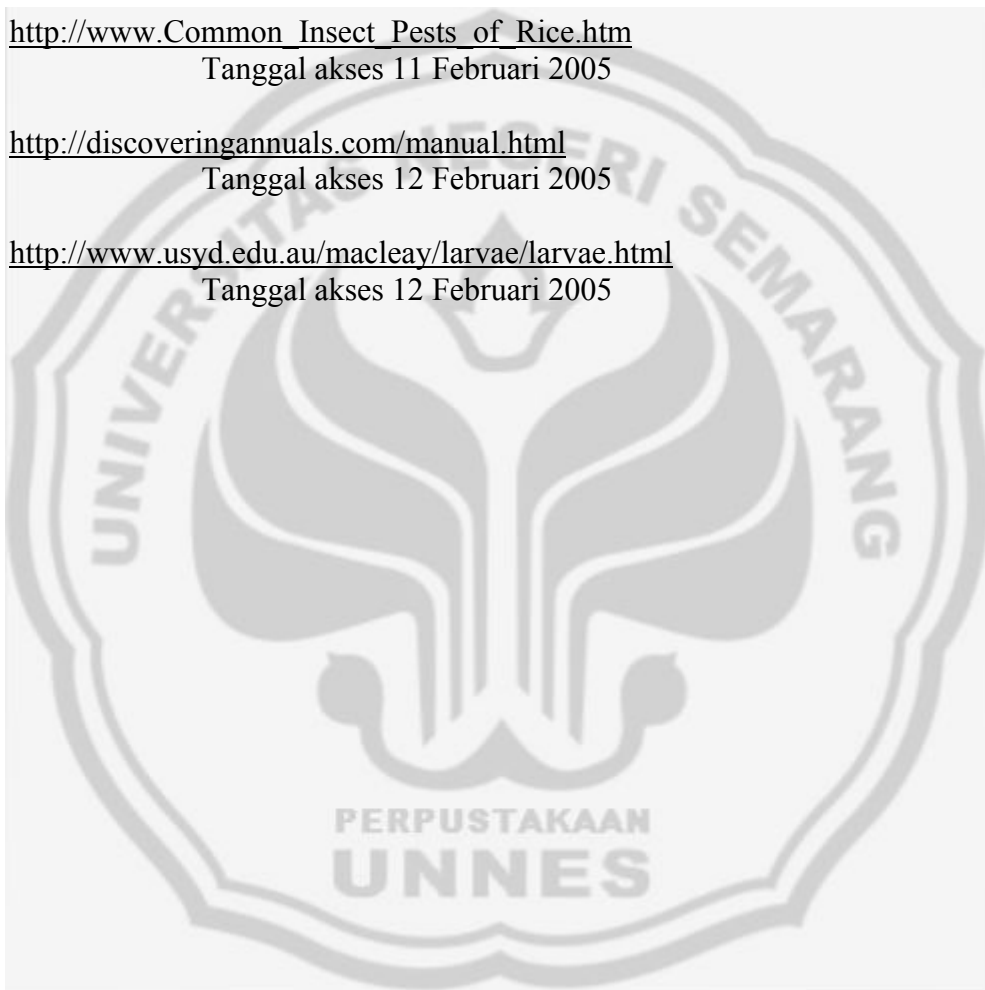 http://www.Common_Insect_Pests_of_Rice.htm
Tanggal akses 11 Februari 2005
http://discoveringannuals.com/manual.html
Tanggal akses 12 Februari 2005
http://www.usyd.edu.au/macleay/larvae/larvae.html
Tanggal akses 12 Februari 2005
UNIVERSITAS NEGERI SEMARANG
PERPUSTAKAAN
UNNES